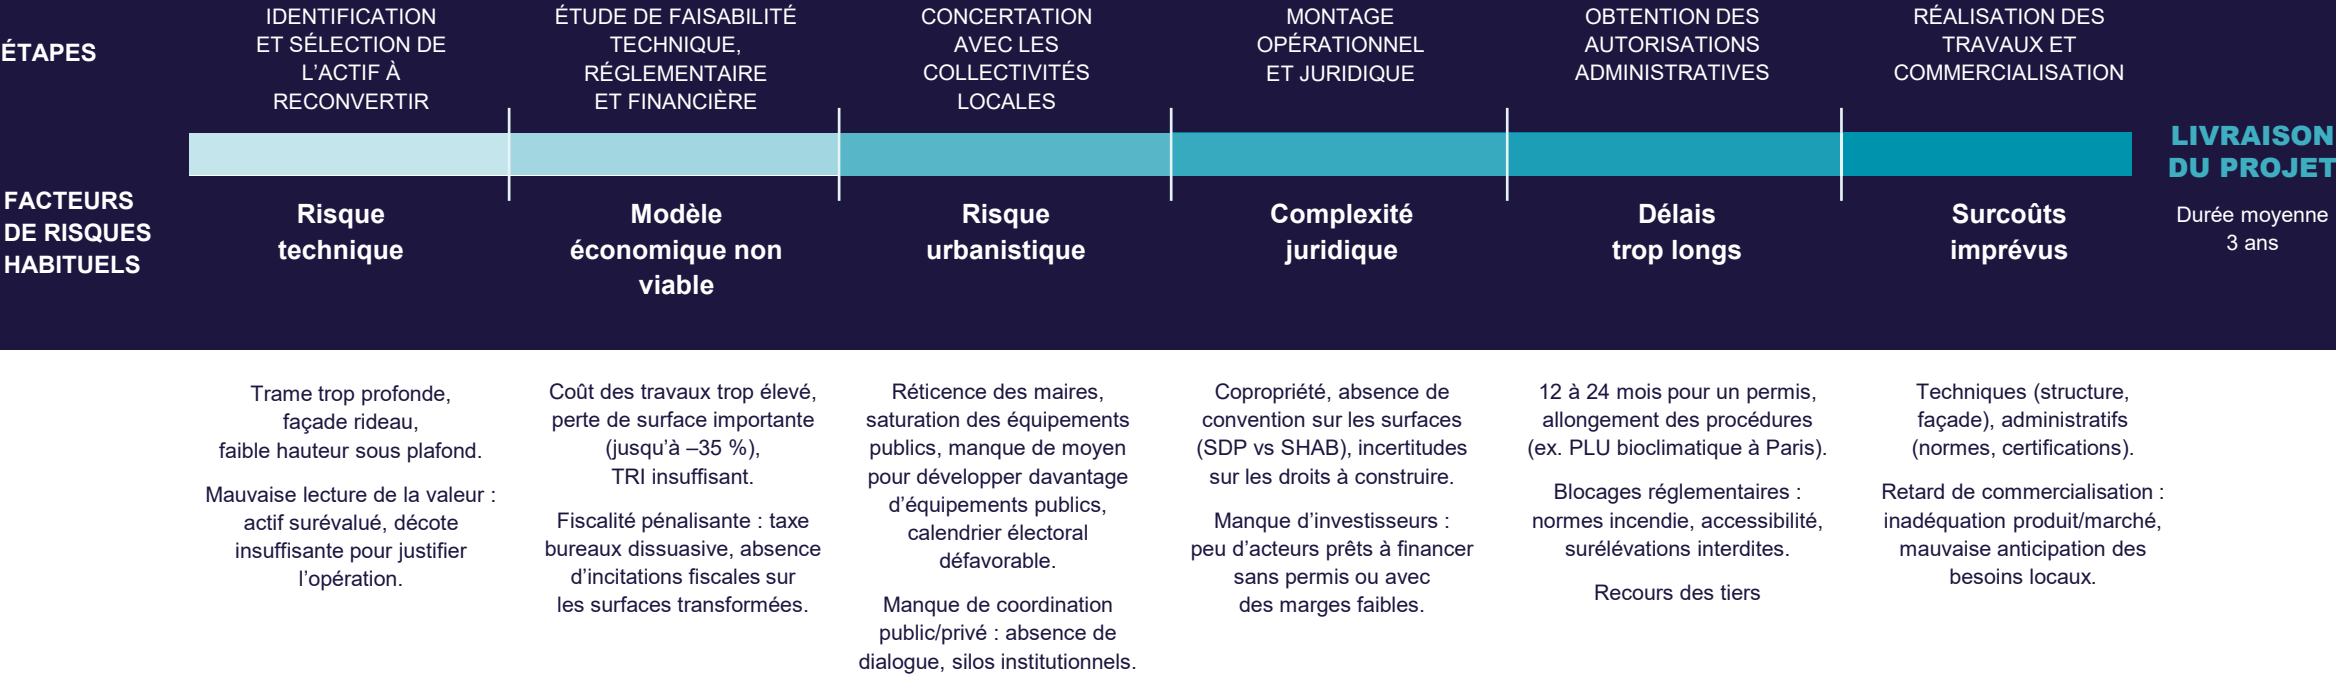 ÉTAPES
IDENTIFICATION
ET SÉLECTION DE
L’ACTIF À
RECONVERTIR
ÉTUDE DE FAISABILITÉ
TECHNIQUE,
RÉGLEMENTAIRE
ET FINANCIÈRE
CONCERTATION
AVEC LES
COLLECTIVITÉS
LOCALES
MONTAGE
OPÉRATIONNEL
ET JURIDIQUE
OBTENTION DES
AUTORISATIONS
ADMINISTRATIVES
RÉALISATION DES
TRAVAUX ET
COMMERCIALISATION
LIVRAISON
DU PROJET
Durée moyenne
3 ans
FACTEURS
DE RISQUES
HABITUELS
Risque
technique
Modèle
économique non
viable
Risque
urbanistique
Complexité
juridique
Délais
trop longs
Surcoûts
imprévus
Trame trop profonde,
façade rideau,
faible hauteur sous plafond.
Mauvaise lecture de la valeur :
actif surévalué, décote
insuffisante pour justifier
l’opération.
Coût des travaux trop élevé,
perte de surface importante
(jusqu’à –35 %),
TRI insuffisant.
Fiscalité pénalisante : taxe
bureaux dissuasive, absence
d’incitations fiscales sur
les surfaces transformées.
Réticence des maires,
saturation des équipements
publics, manque de moyen
pour développer davantage
d’équipements publics,
calendrier électoral
défavorable.
Manque de coordination
public/privé : absence de
dialogue, silos institutionnels.
Copropriété, absence de
convention sur les surfaces
(SDP vs SHAB), incertitudes
sur les droits à construire.
Manque d’investisseurs :
peu d’acteurs prêts à financer
sans permis ou avec
des marges faibles.
12 à 24 mois pour un permis,
allongement des procédures
(ex. PLU bioclimatique à Paris).
Blocages réglementaires :
normes incendie, accessibilité,
surélévations interdites.
Recours des tiers
Techniques (structure,
façade), administratifs
(normes, certifications).
Retard de commercialisation :
inadéquation produit/marché,
mauvaise anticipation des
besoins locaux.